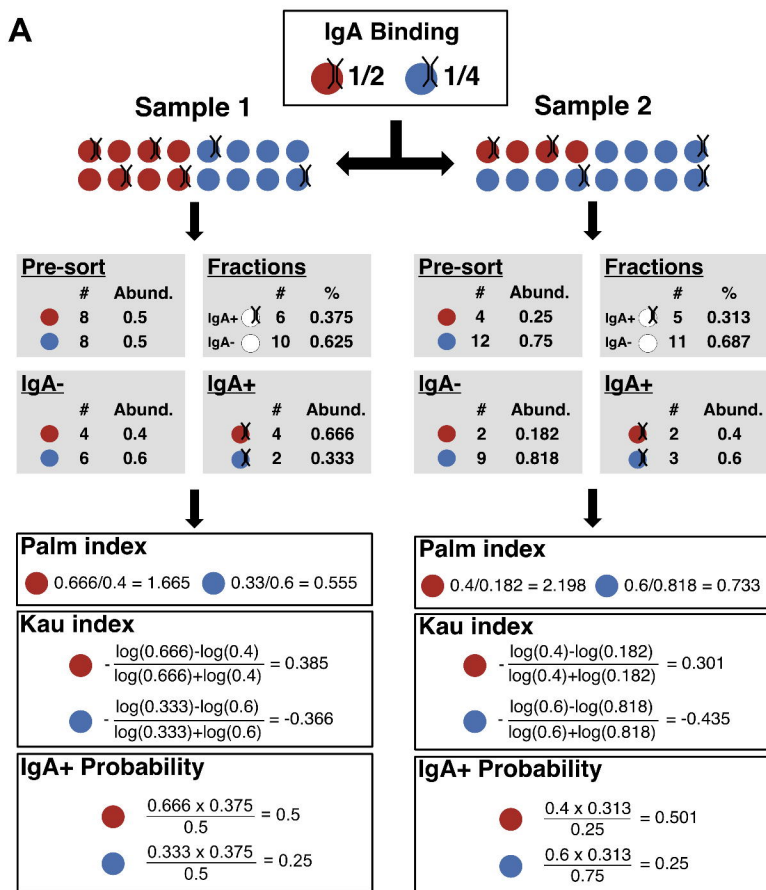 A
IgA Binding
1/2 1/4
Sample 1
Sample 2
Pre-sort
# Abund.
8 0.5
8 0.5
Fractions
# %
IgA+ 6 0.375
IgA- 10 0.625
IgA-
# Abund.
4 0.4
6 0.6
IgA+
# Abund.
4 0.666
2 0.333
Palm index
0.666/0.4 = 1.665 0.33/0.6 = 0.555
Kau index
- log(0.666)-log(0.4) / log(0.666)+log(0.4) = 0.385
- log(0.333)-log(0.6) / log(0.333)+log(0.6) = -0.366
IgA+ Probability
0.666 x 0.375 / 0.5 = 0.5
0.333 x 0.375 / 0.5 = 0.25
Pre-sort
# Abund.
4 0.25
12 0.75
Fractions
# %
IgA+ 5 0.313
IgA- 11 0.687
IgA-
# Abund.
2 0.182
9 0.818
IgA+
# Abund.
2 0.4
3 0.6
Palm index
0.4/0.182 = 2.198 0.6/0.818 = 0.733
Kau index
- log(0.4)-log(0.182) / log(0.4)+log(0.182) = 0.301
- log(0.6)-log(0.818) / log(0.6)+log(0.818) = -0.435
IgA+ Probability
0.4 x 0.313 / 0.25 = 0.501
0.6 x 0.313 / 0.75 = 0.25